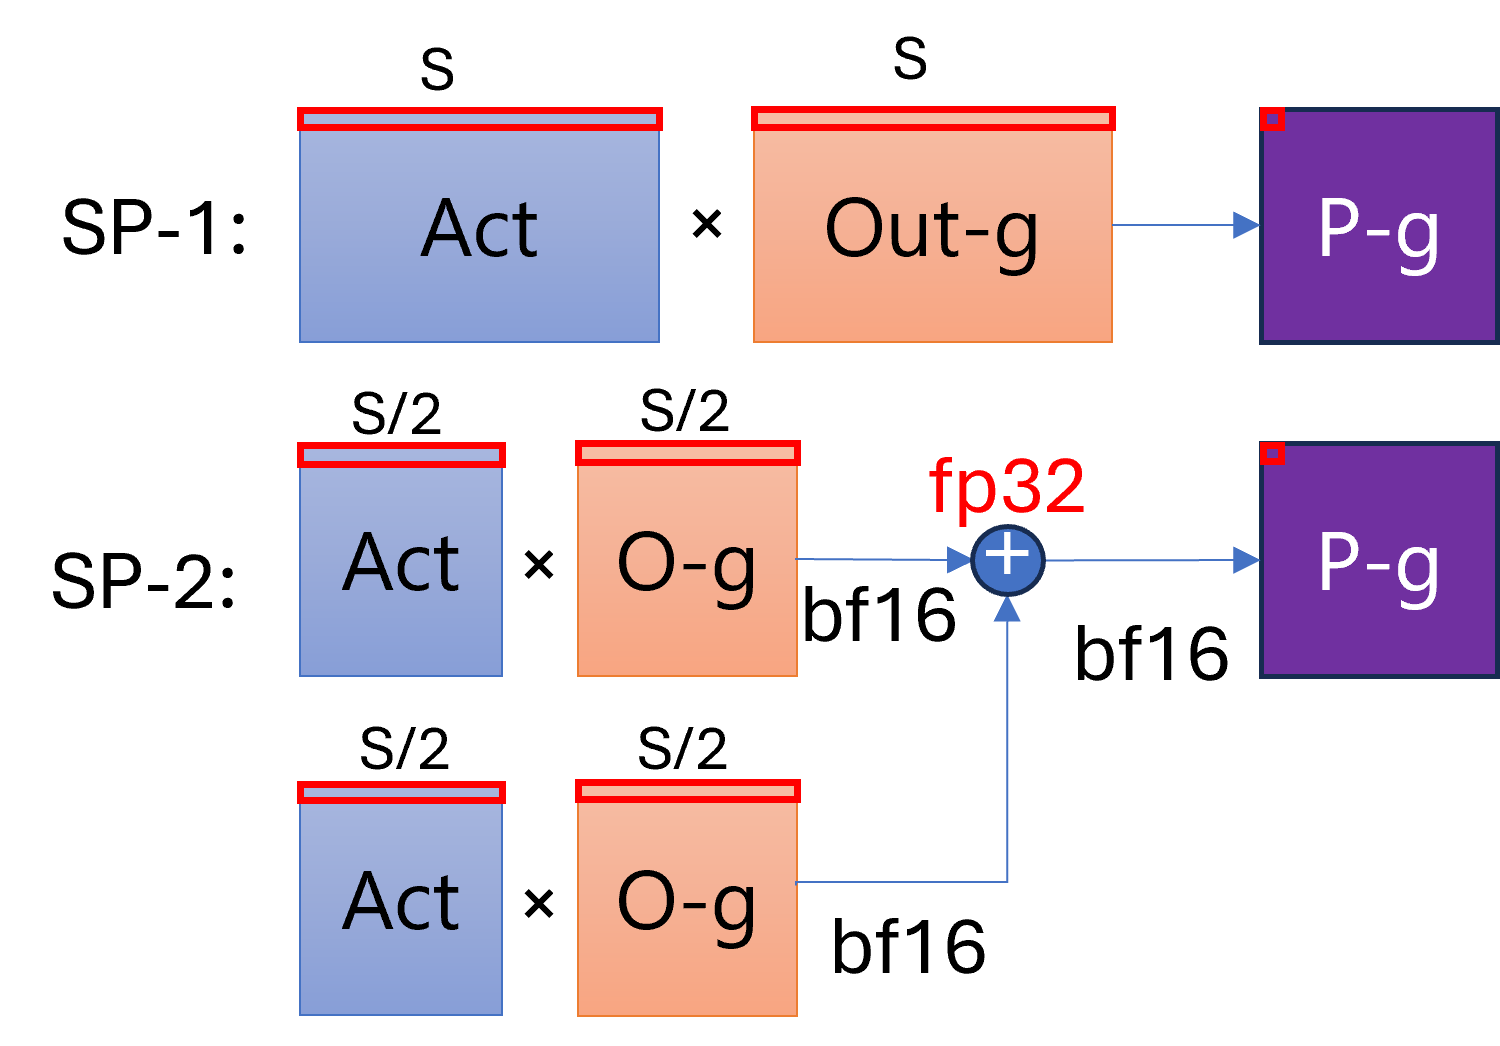 S
S
SP-1:
Act
×
Out-g
P-g
S/2
S/2
fp32
SP-2:
Act
×
O-g
+
P-g
bf16
bf16
S/2
S/2
Act
×
O-g
bf16